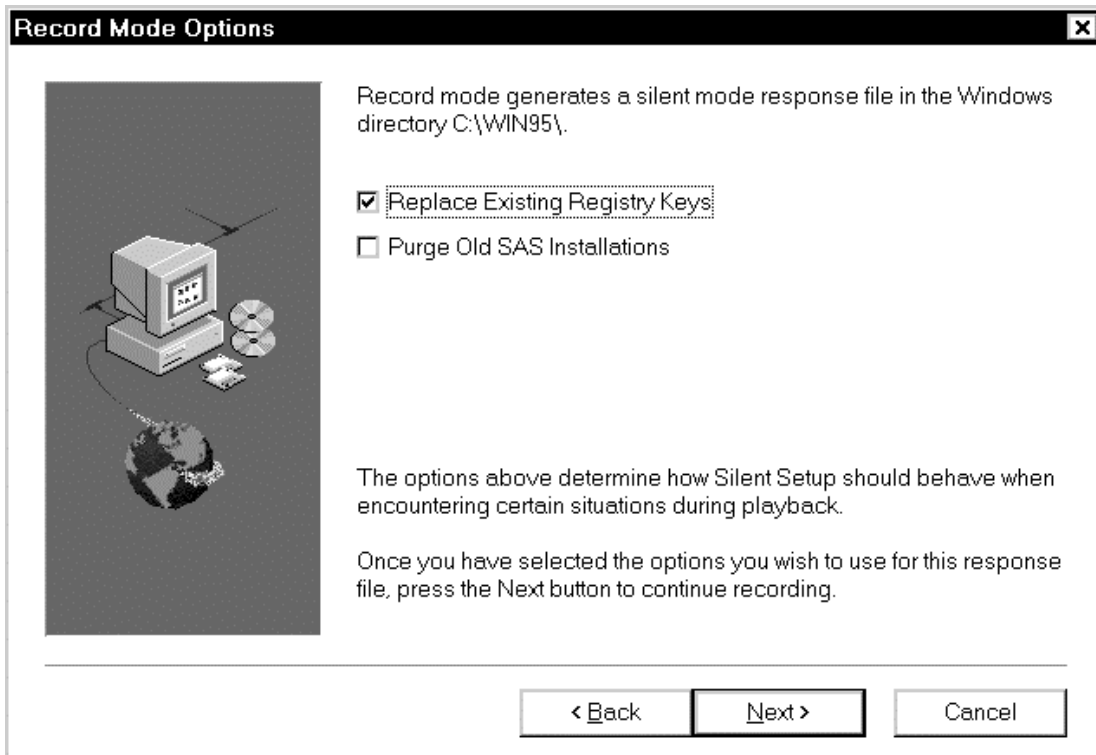 Record Mode Options
Record mode generates a silent mode response file in the Windows
directory C:\WIN95\.
Replace Existing Registry Keys
Purge Old SAS Installations
The options above determine how Silent Setup should behave when
encountering certain situations during playback.
Once you have selected the options you wish to use for this response
file, press the Next button to continue recording.
< Back
Next >
Cancel